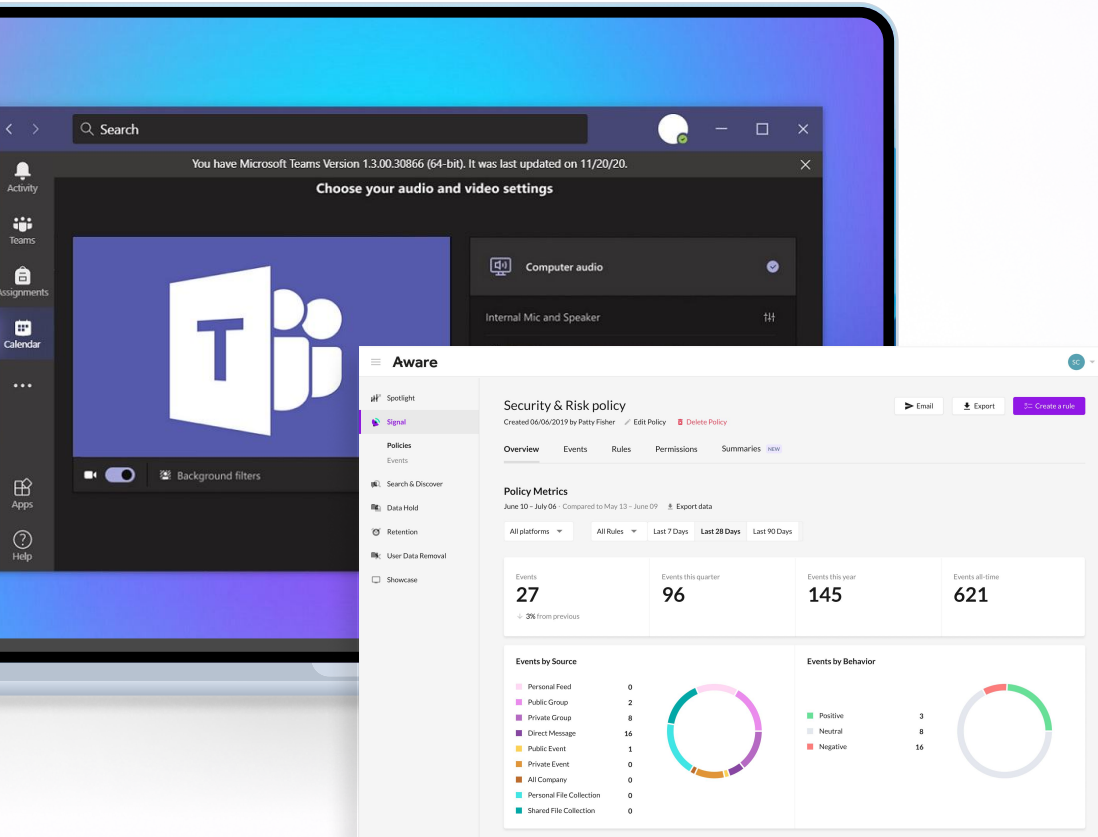 Search
You have Microsoft Teams Version 1.3.00.30866 (64-bit). It was last updated on 11/20/20.
Choose your audio and video settings
Activity
Teams
Assignments
Calendar
Apps
Help
T
Computer audio
Internal Mic and Speaker
Background filters
Aware
SC
Spotlight
Signal
Policies
Events
Search & Discover
Data Hold
Retention
User Data Removal
Showcase
Security & Risk policy
Created 06/06/2019 by Patty Fisher Edit Policy Delete Policy
Email Export Create a rule
Overview Events Rules Permissions Summaries NEW
Policy Metrics
June 10 – July 06 · Compared to May 13 – June 09 Export data
All platforms All Rules Last 7 Days Last 28 Days Last 90 Days
Events Events this quarter Events this year Events all-time
27 96 145 621
3% from previous
Events by Source
Personal Feed 0
Public Group 2
Private Group 8
Direct Message 16
Public Event 1
Private Event 0
All Company 0
Personal File Collection 0
Shared File Collection 0
Events by Behavior
Positive 3
Neutral 8
Negative 16